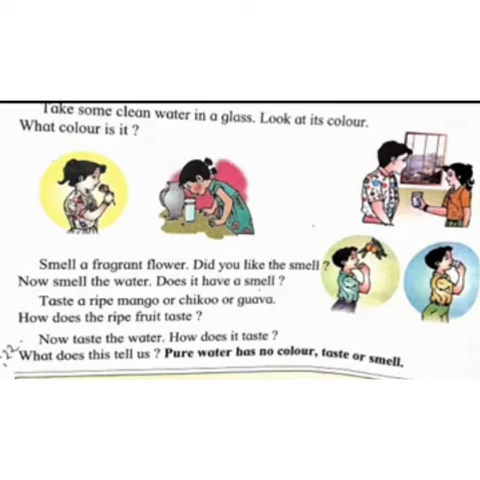 Take some clean water in a glass. Look at its colour.
What colour is it ?
Smell a fragrant flower. Did you like the smell ?
Now smell the water. Does it have a smell ?
Taste a ripe mango or chikoo or guava.
How does the ripe fruit taste ?
Now taste the water. How does it taste ?
What does this tell us ? Pure water has no colour, taste or smell.